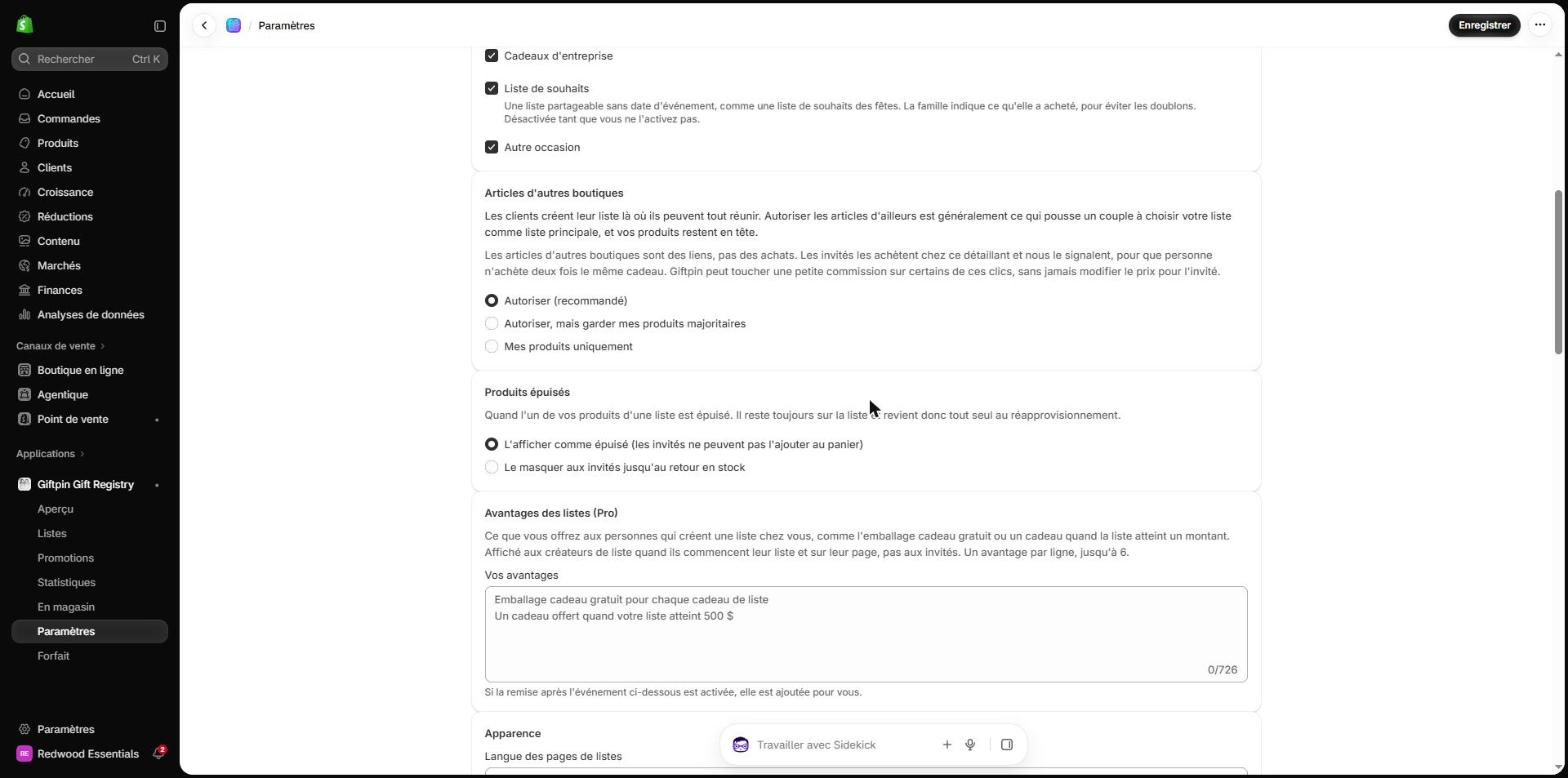 Rechercher Ctrl K
Accueil
Commandes
Produits
Clients
Croissance
Réductions
Contenu
Marchés
Finances
Analyses de données
Canaux de vente
Boutique en ligne
Agentique
Point de vente
Applications
Giftpin Gift Registry
Aperçu
Listes
Promotions
Statistiques
En magasin
Paramètres
Forfait
Paramètres
RE Redwood Essentials 2
/ Paramètres
Enregistrer
Cadeaux d'entreprise
Liste de souhaits
Une liste partageable sans date d'événement, comme une liste de souhaits des fêtes. La famille indique ce qu'elle a acheté, pour éviter les doublons.
Désactivée tant que vous ne l'activez pas.
Autre occasion
Articles d'autres boutiques
Les clients créent leur liste là où ils peuvent tout réunir. Autoriser les articles d'ailleurs est généralement ce qui pousse un couple à choisir votre liste
comme liste principale, et vos produits restent en tête.
Les articles d'autres boutiques sont des liens, pas des achats. Les invités les achètent chez ce détaillant et nous le signalent, pour que personne
n'achète deux fois le même cadeau. Giftpin peut toucher une petite commission sur certains de ces clics, sans jamais modifier le prix pour l'invité.
Autoriser (recommandé)
Autoriser, mais garder mes produits majoritaires
Mes produits uniquement
Produits épuisés
Quand l'un de vos produits d'une liste est épuisé. Il reste toujours sur la liste revient donc tout seul au réapprovisionnement.
L'afficher comme épuisé (les invités ne peuvent pas l'ajouter au panier)
Le masquer aux invités jusqu'au retour en stock
Avantages des listes (Pro)
Ce que vous offrez aux personnes qui créent une liste chez vous, comme l'emballage cadeau gratuit ou un cadeau quand la liste atteint un montant.
Affiché aux créateurs de liste quand ils commencent leur liste et sur leur page, pas aux invités. Un avantage par ligne, jusqu'à 6.
Vos avantages
Emballage cadeau gratuit pour chaque cadeau de liste
Un cadeau offert quand votre liste atteint 500 $
0/726
Si la remise après l'événement ci-dessous est activée, elle est ajoutée pour vous.
Apparence
Langue des pages de listes
Travailler avec Sidekick